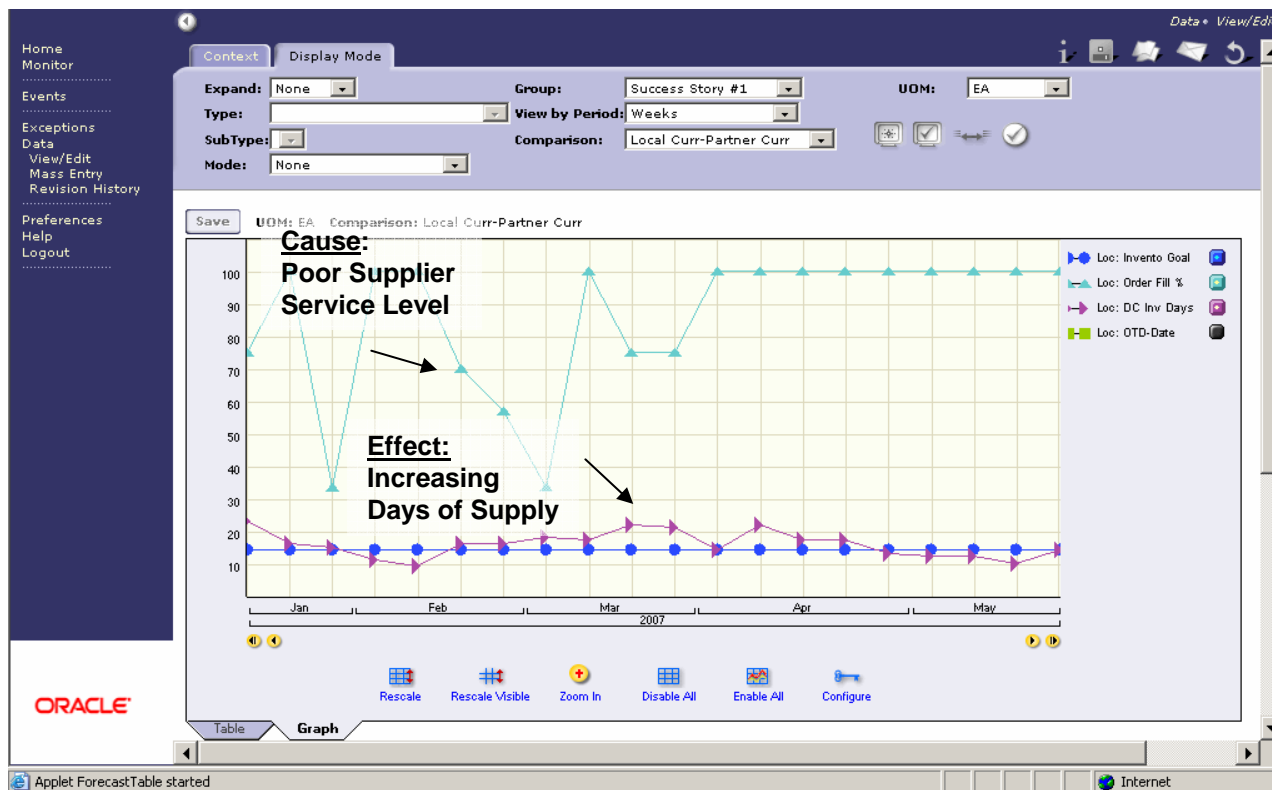 Data • View/Edi
Home
Monitor
Events
Exceptions
Data
View/Edit
Mass Entry
Revision History
Preferences
Help
Logout
Context
Display Mode
Expand: None
Group: Success Story #1
UOM: EA
Type:
View by Period: Weeks
SubType:
Comparison: Local Curr-Partner Curr
Mode: None
Save
UOM: EA Comparison: Local Curr-Partner Curr
Cause:
Poor Supplier
Service Level
Effect:
Increasing
Days of Supply
100
90
80
70
60
50
40
30
20
10
Loc: Invento Goal
Loc: Order Fill %
Loc: DC Inv Days
Loc: OTD-Date
Jan Feb Mar Apr May
2007
Rescale
Rescale Visible
Zoom In
Disable All
Enable All
Configure
ORACLE
Table
Graph
Applet ForecastTable started
Internet